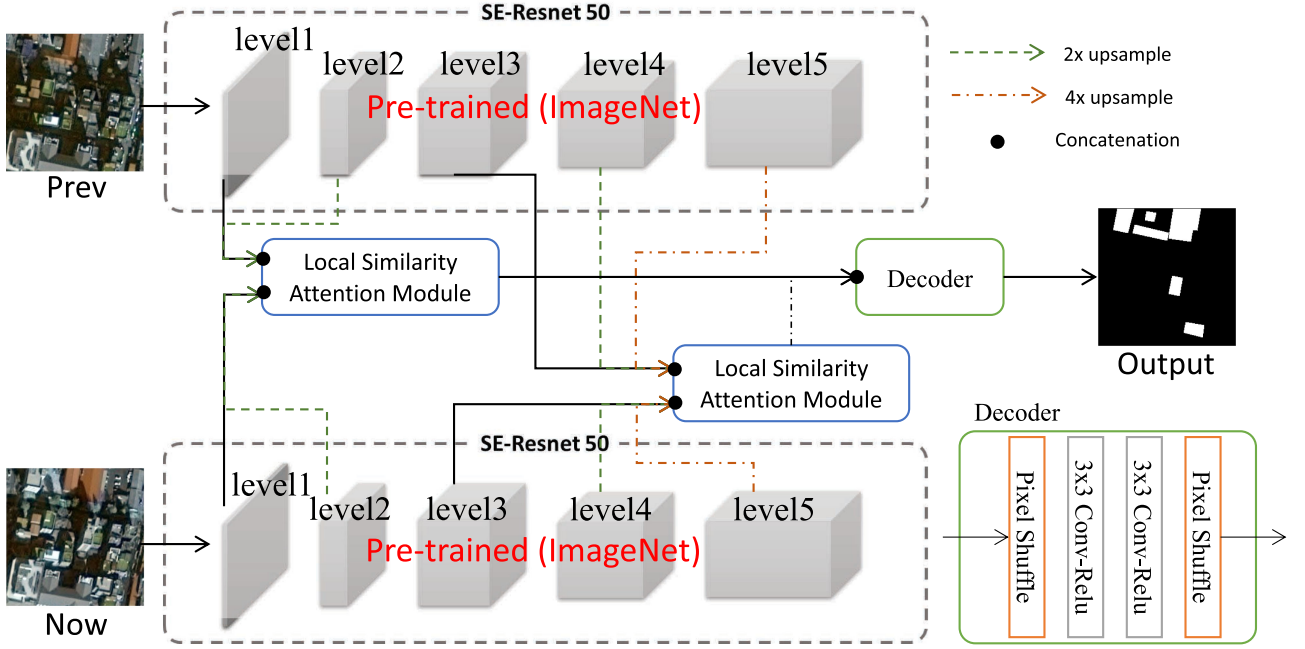 SE-Resnet 50
level1
level2
level3
level4
level5
Pre-trained (ImageNet)
Prev
2x upsample
4x upsample
Concatenation
Local Similarity
Attention Module
Decoder
Output
Local Similarity
Attention Module
SE-Resnet 50
level1
level2
level3
level4
level5
Pre-trained (ImageNet)
Now
Decoder
Pixel Shuffle
3x3 Conv-Relu
3x3 Conv-Relu
Pixel Shuffle